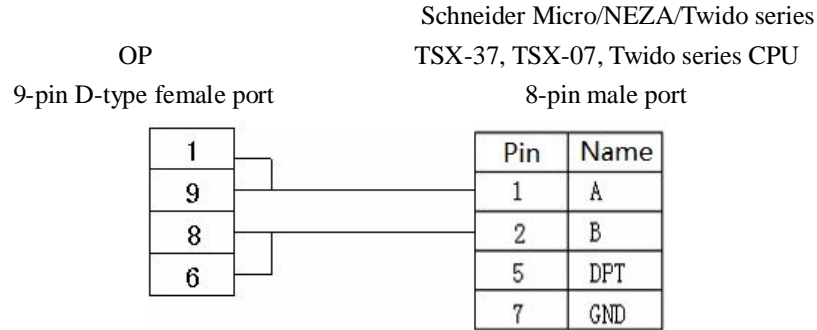 Schneider Micro/NEZA/Twido series
OP TSX-37, TSX-07, Twido series CPU
9-pin D-type female port 8-pin male port
1 Pin Name
9 1 A
8 2 B
6 5 DPT
7 GND